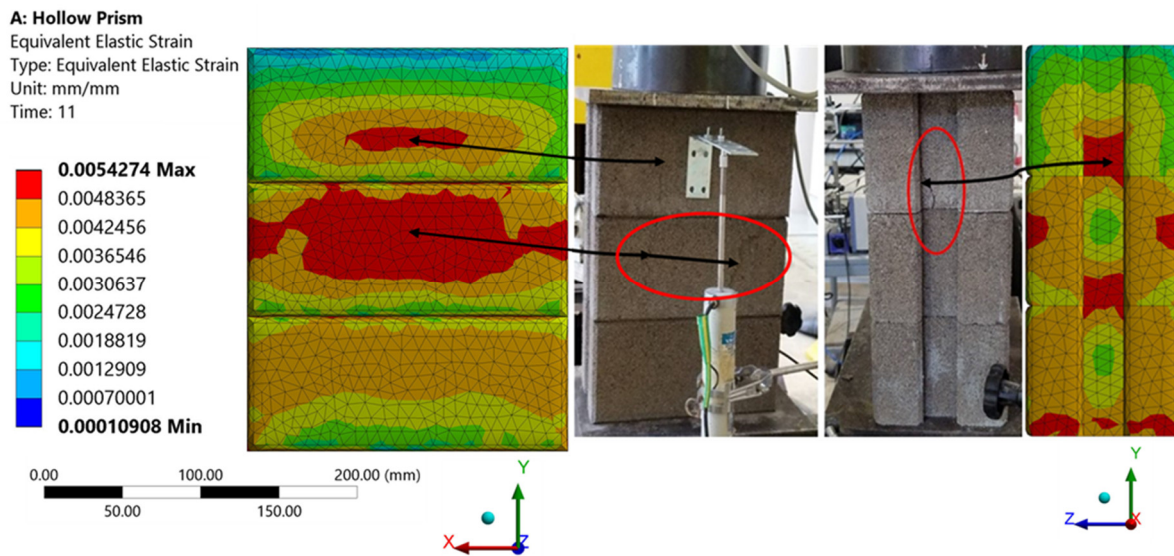 A: Hollow Prism
Equivalent Elastic Strain
Type: Equivalent Elastic Strain
Unit: mm/mm
Time: 11
0.0054274 Max
0.0048365
0.0042456
0.0036546
0.0030637
0.0024728
0.0018819
0.0012909
0.00070001
0.00010908 Min
0.00 100.00 200.00 (mm)
50.00 150.00
Y
X Z
Y
Z X